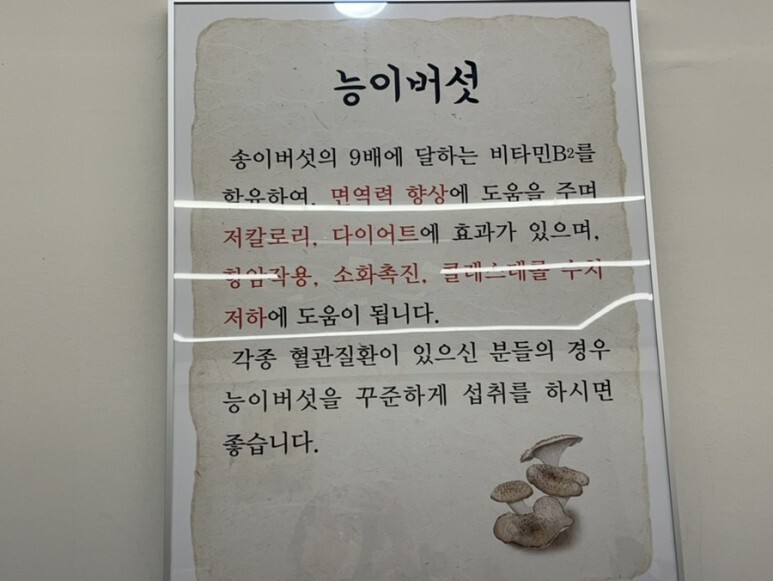 능이버섯
송이버섯의 9배에 달하는 비타민B2를
함유하여, 면역력 향상에 도움을 주며
저칼로리, 다이어트에 효과가 있으며,
항암작용, 소화촉진, 콜레스테롤 수치
저하에 도움이 됩니다.
각종 혈관질환이 있으신 분들의 경우
능이버섯을 꾸준하게 섭취를 하시면
좋습니다.